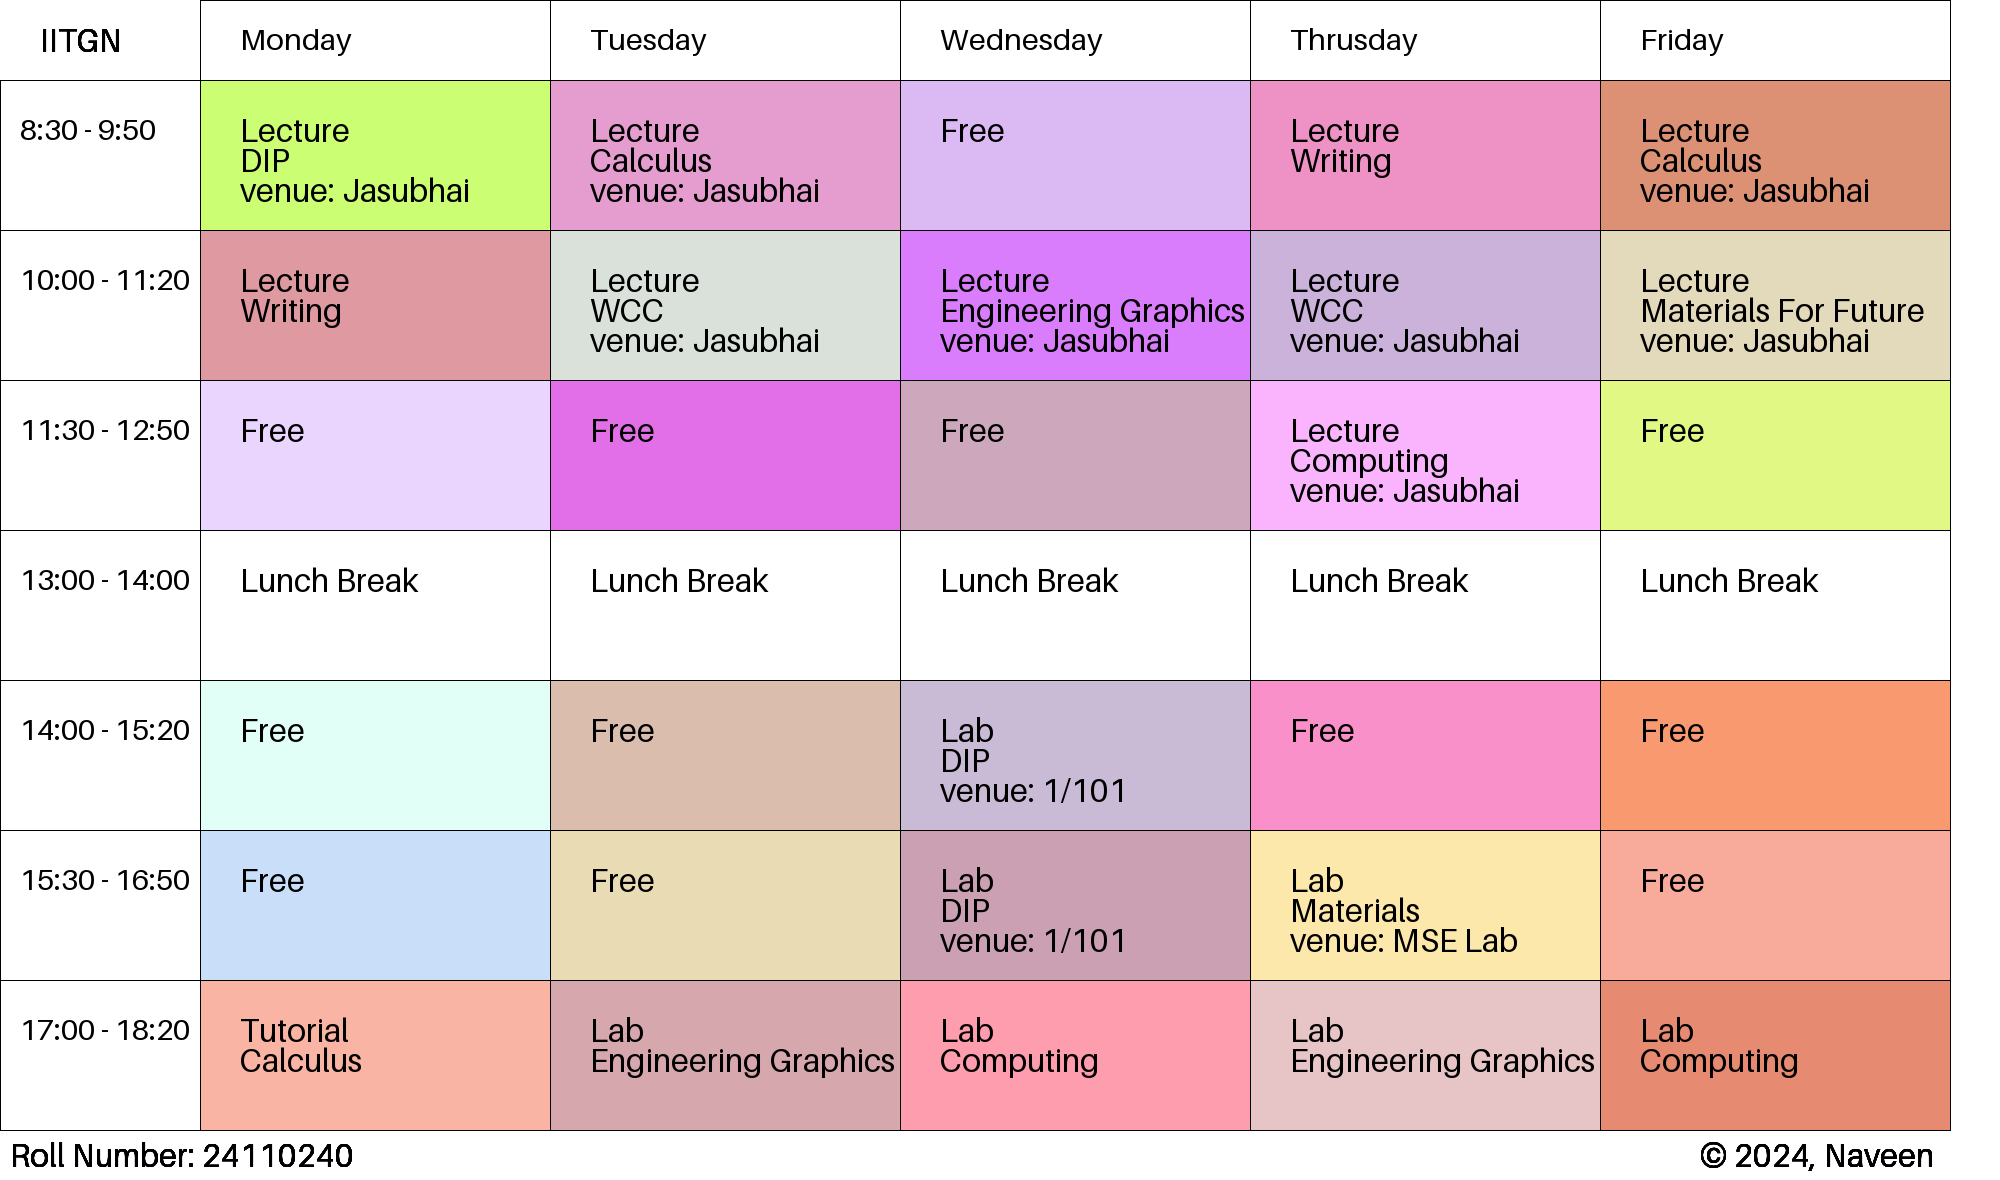 IITGN Monday Tuesday Wednesday Thrusday Friday
8:30 - 9:50
Lecture
DIP
venue: Jasubhai
Lecture
Calculus
venue: Jasubhai
Free
Lecture
Writing
Lecture
Calculus
venue: Jasubhai
10:00 - 11:20
Lecture
Writing
Lecture
WCC
venue: Jasubhai
Lecture
Engineering Graphics
venue: Jasubhai
Lecture
WCC
venue: Jasubhai
Lecture
Materials For Future
venue: Jasubhai
11:30 - 12:50
Free
Free
Free
Lecture
Computing
venue: Jasubhai
Free
13:00 - 14:00
Lunch Break
Lunch Break
Lunch Break
Lunch Break
Lunch Break
14:00 - 15:20
Free
Free
Lab
DIP
venue: 1/101
Free
Free
15:30 - 16:50
Free
Free
Lab
DIP
venue: 1/101
Lab
Materials
venue: MSE Lab
Free
17:00 - 18:20
Tutorial
Calculus
Lab
Engineering Graphics
Lab
Computing
Lab
Engineering Graphics
Lab
Computing
Roll Number: 24110240
© 2024, Naveen